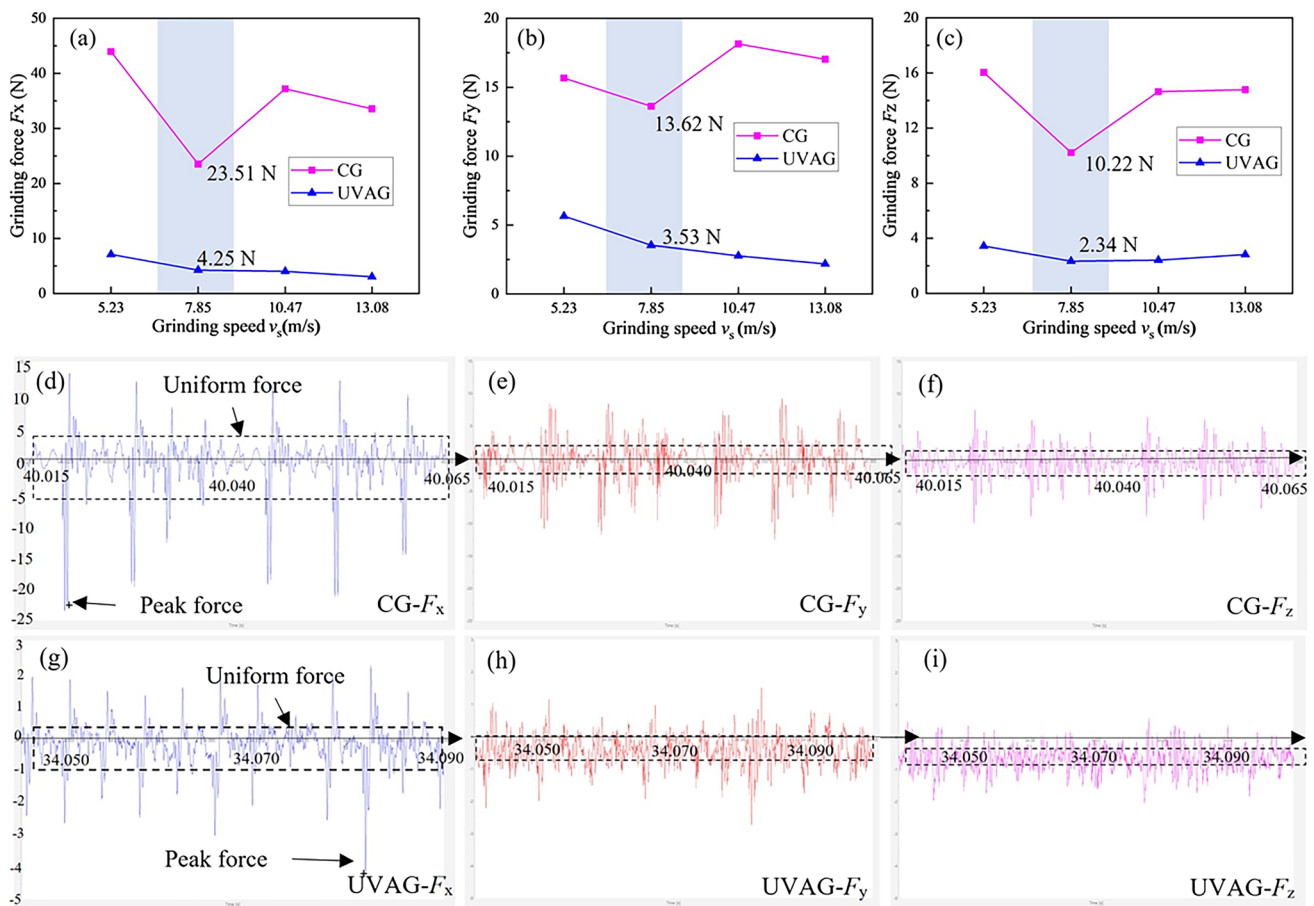 (a)
50
40
30
20
10
0
Grinding force Fx (N)
23.51 N
4.25 N
CG
UVAG
5.23 7.85 10.47 13.08
Grinding speed vs(m/s)
(b)
20
15
10
5
0
Grinding force Fy (N)
13.62 N
3.53 N
CG
UVAG
5.23 7.85 10.47 13.08
Grinding speed vs (m/s)
(c)
20
16
12
8
4
0
Grinding force Fz (N)
10.22 N
2.34 N
CG
UVAG
5.23 7.85 10.47 13.08
Grinding speed vs (m/s)
(d)
15
10
5
0
-5
-10
-15
-20
-25
Uniform force
40.015 40.040 40.065
Peak force
CG-Fx
Time [s]
(e)
40.015 40.040 40.065
CG-Fy
Time [s]
(f)
40.015 40.040 40.065
CG-Fz
Time [s]
(g)
3
2
1
0
-1
-2
-3
-4
-5
Uniform force
34.050 34.070 34.090
Peak force
UVAG-Fx
Time [s]
(h)
34.050 34.070 34.090
UVAG-Fy
Time [s]
(i)
34.050 34.070 34.090
UVAG-Fz
Time [s]